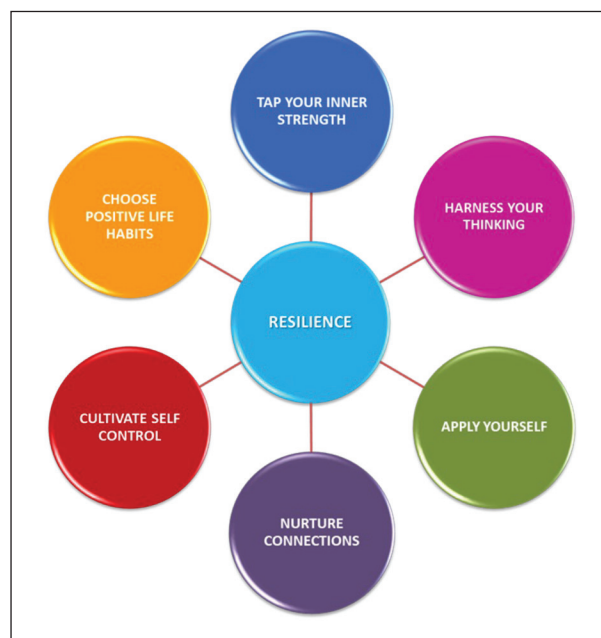 TAP YOUR INNER
STRENGTH
HARNESS YOUR
THINKING
APPLY YOURSELF
NURTURE
CONNECTIONS
CULTIVATE SELF
CONTROL
CHOOSE
POSITIVE LIFE
HABITS
RESILIENCE